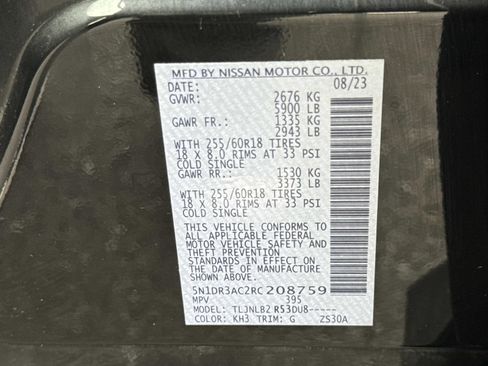 MFD BY NISSAN MOTOR CO., LTD.
DATE: 08/23
GVWR: 2676 KG
5900 LB
GAWR FR.: 1335 KG
2943 LB
WITH 255/60R18 TIRES
18 X 8.0 RIMS AT 33 PSI
COLD SINGLE
GAWR RR.: 1530 KG
3373 LB
WITH 255/60R18 TIRES
18 X 8.0 RIMS AT 33 PSI
COLD SINGLE
THIS VEHICLE CONFORMS TO
ALL APPLICABLE FEDERAL
MOTOR VEHICLE SAFETY AND
THEFT PREVENTION
STANDARDS IN EFFECT ON
THE DATE OF MANUFACTURE
SHOWN ABOVE.
5N1DR3AC2RC208759
MPV 395
MODEL: TLJNLBZ R53DU8-----
COLOR: KH3 TRIM: G ZS30A